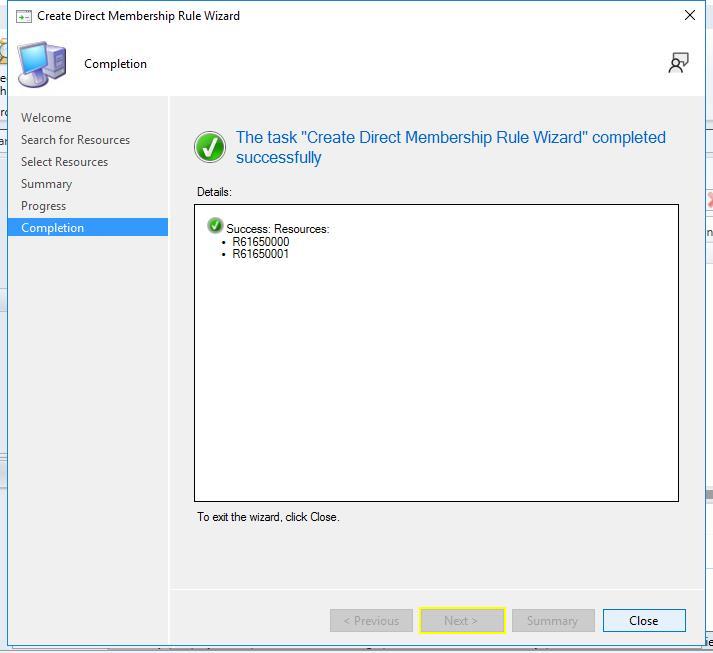 Create Direct Membership Rule Wizard
Completion
Welcome
Search for Resources
Select Resources
Summary
Progress
Completion
The task "Create Direct Membership Rule Wizard" completed
successfully
Details:
Success: Resources:
• R61650000
• R61650001
To exit the wizard, click Close.
< Previous
Next >
Summary
Close